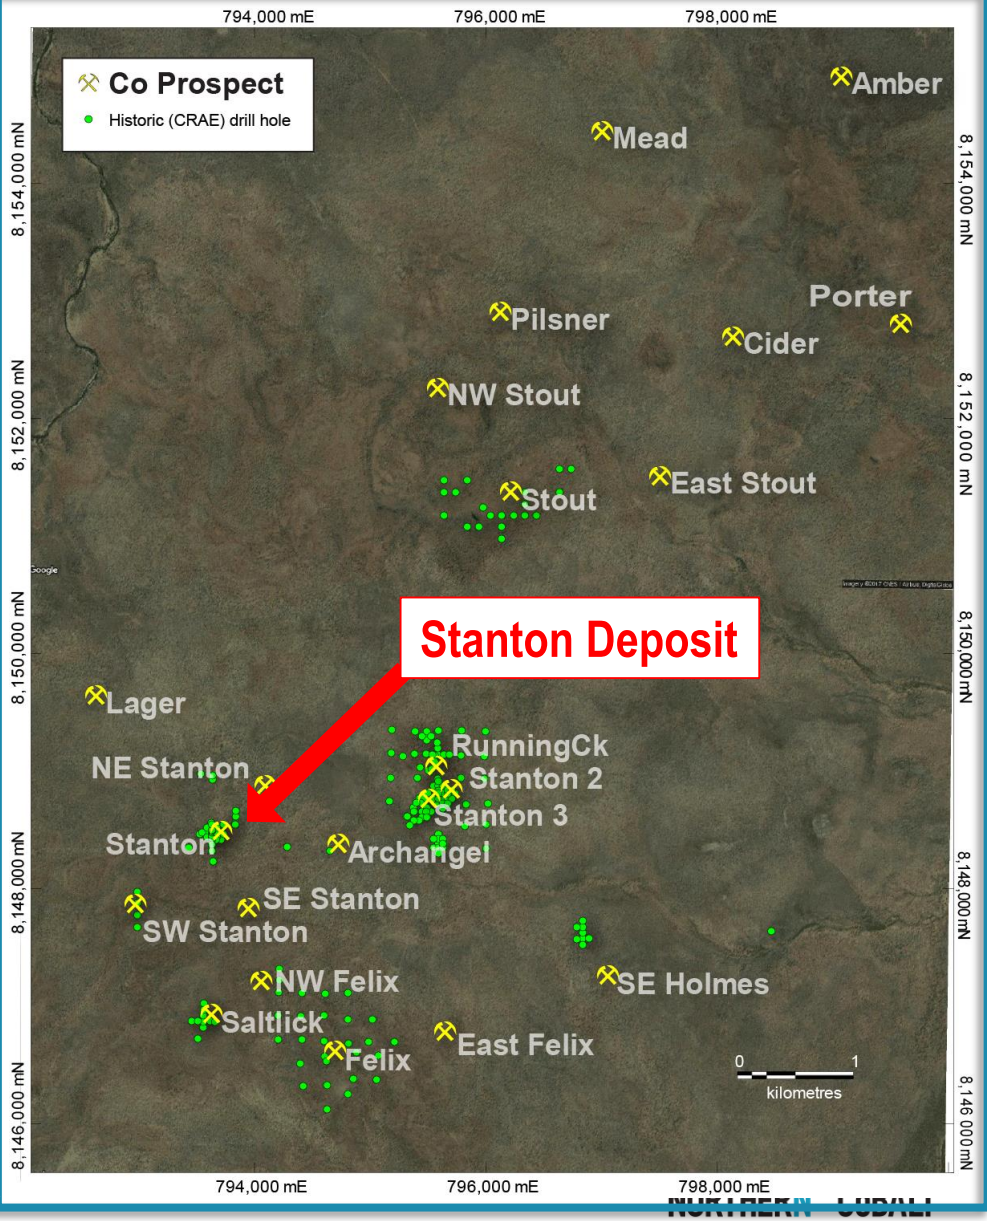 794,000 mE
796,000 mE
798,000 mE
Co Prospect
Historic (CRAE) drill hole
Amber
Mead
8,154,000 mN
8,154,000 mN
Porter
Pilsner
Cider
NW Stout
8,152,000 mN
8,152,000 mN
East Stout
Stout
Google
Stanton Deposit
8,150,000 mN
8,150,000 mN
Lager
RunningCk
NE Stanton
Stanton 2
Stanton 3
Stanton
Archangel
8,148,000 mN
8,148,000 mN
SE Stanton
SW Stanton
NW Felix
SE Holmes
Saltlick
East Felix
Felix
0 1
kilometres
8,146,000 mN
8,146 000 mN
794,000 mE
796,000 mE
798,000 mE